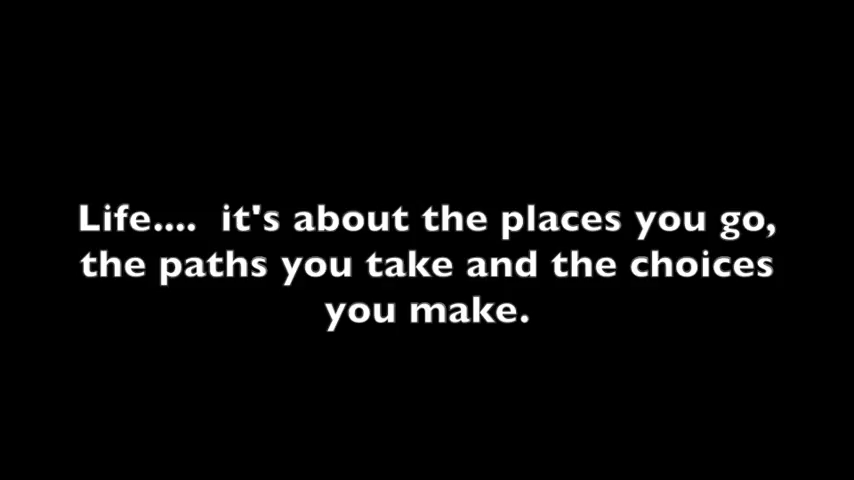 Life....  it's about the places you go,
the paths you take and the choices
you make.